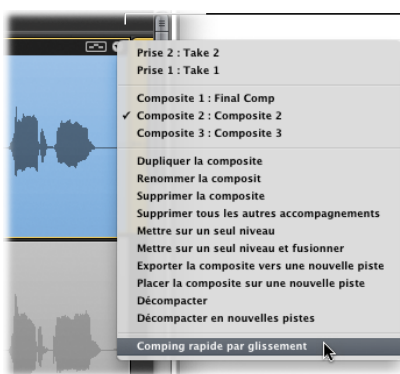 Prise 2 : Take 2
Prise 1 : Take 1
Composite 1 : Final Comp
✓ Composite 2 : Composite 2
Composite 3 : Composite 3
Dupliquer la composite
Renommer la composit
Supprimer la composite
Supprimer tous les autres accompagnements
Mettre sur un seul niveau
Mettre sur un seul niveau et fusionner
Exporter la composite vers une nouvelle piste
Placer la composite sur une nouvelle piste
Décompacter
Décompacter en nouvelles pistes
Comping rapide par glissement